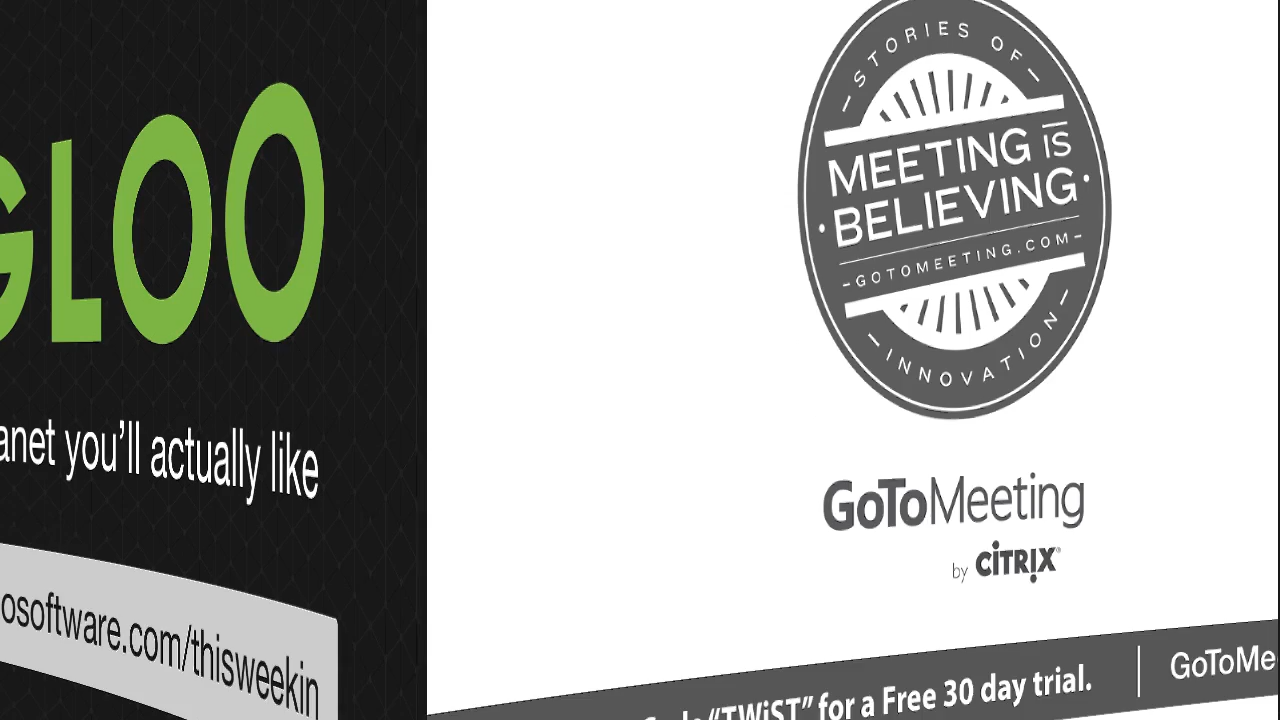 GLOO
you'll actually like
osoftware.com/thisweekin
STORIES OF
MEETING IS
BELIEVING
GOTOMEETING.COM
INNOVATION
GoToMeeting
by CITRIX®
"TWiST" for a Free 30 day trial. | GoToMe